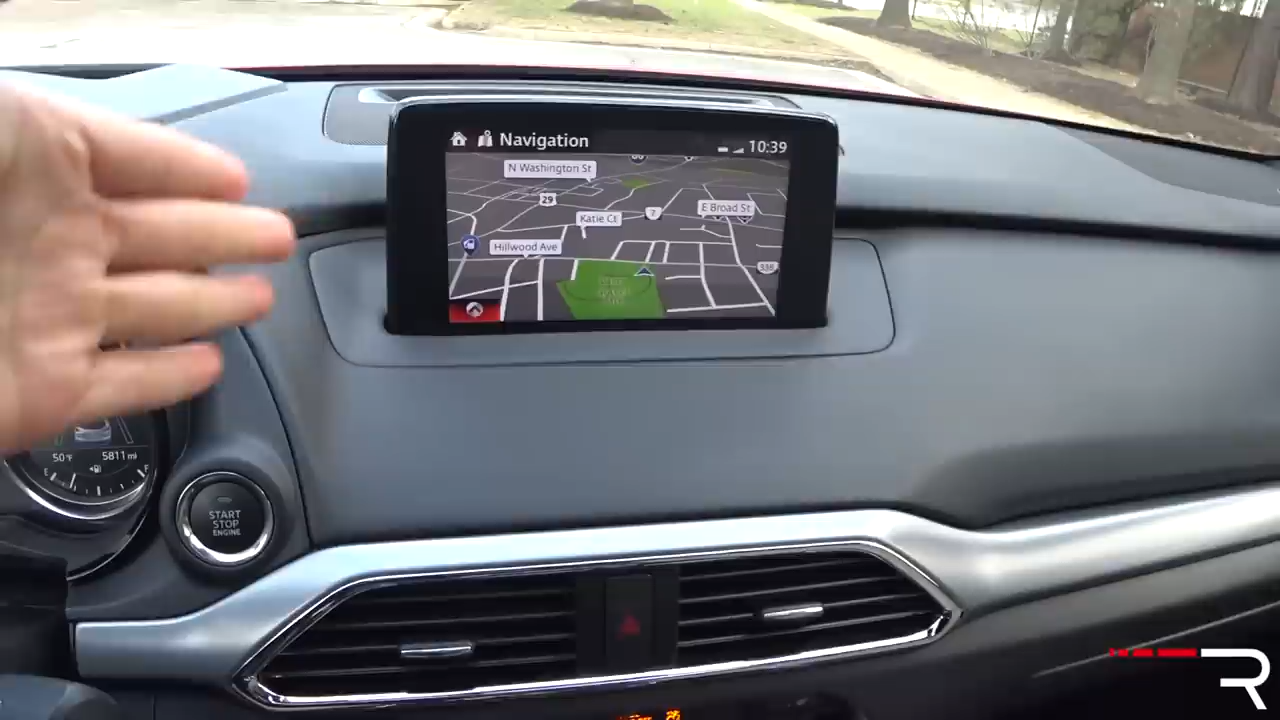 Navigation
10:39
N Washington St
29
Katie Ct
7
E Broad St
Hillwood Ave
338
50°F 5811 mi
E F
START
STOP
ENGINE
R